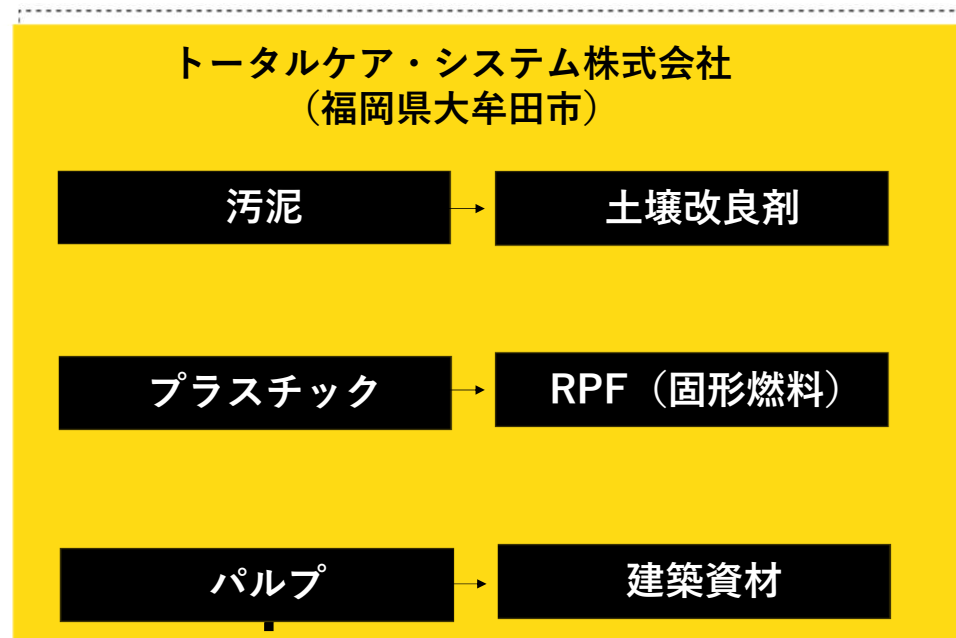 トータルケア・システム株式会社
（福岡県大牟田市）
汚泥
土壌改良剤
プラスチック
RPF（固形燃料）
パルプ
建築資材